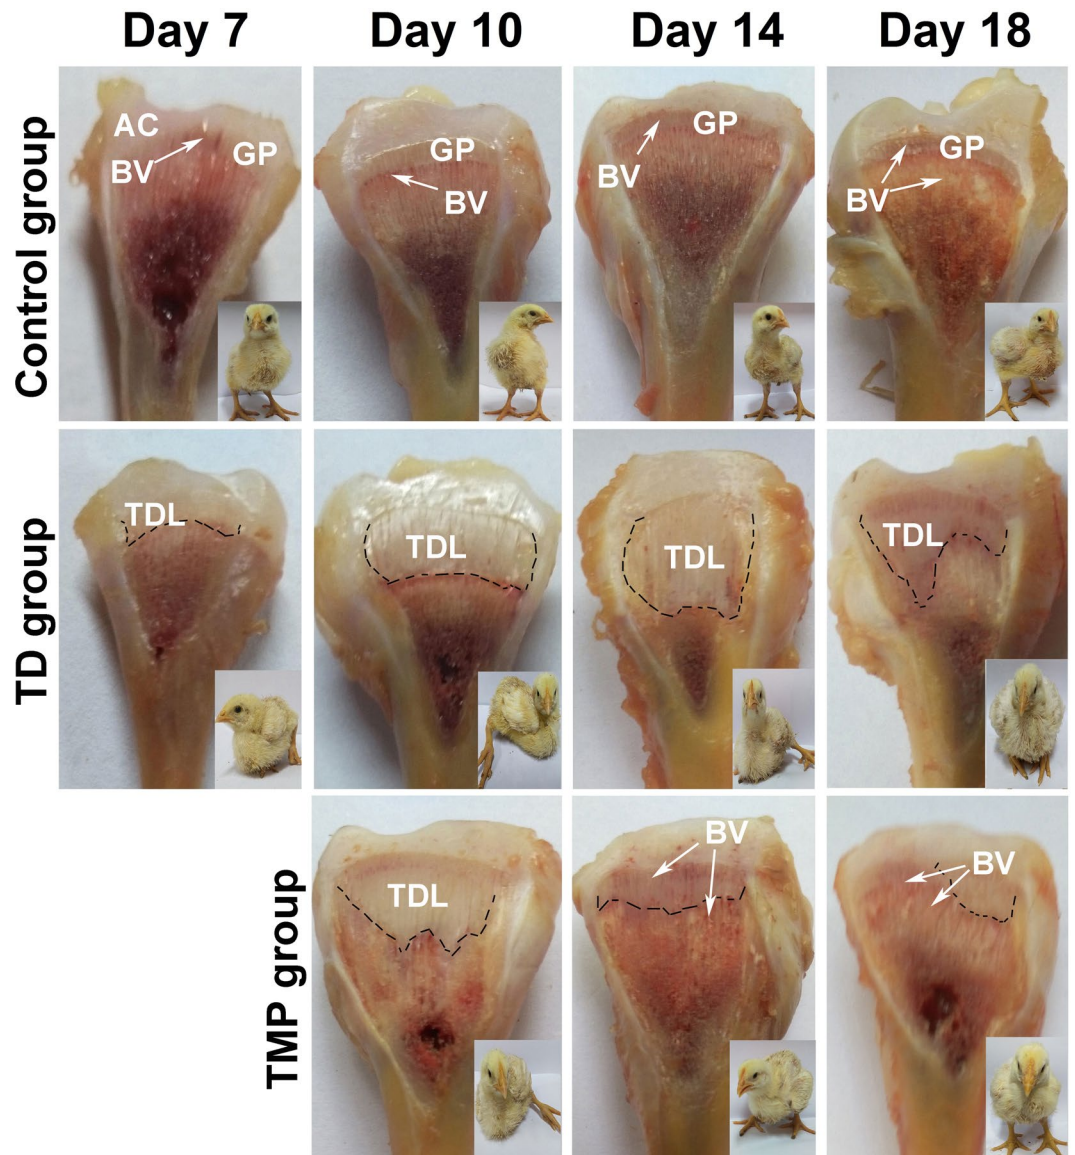 Day 7
Day 10
Day 14
Day 18
Control group
AC
BV
GP
GP
BV
GP
BV
GP
BV
TD group
TDL
TDL
TDL
TDL
TMP group
TDL
BV
BV